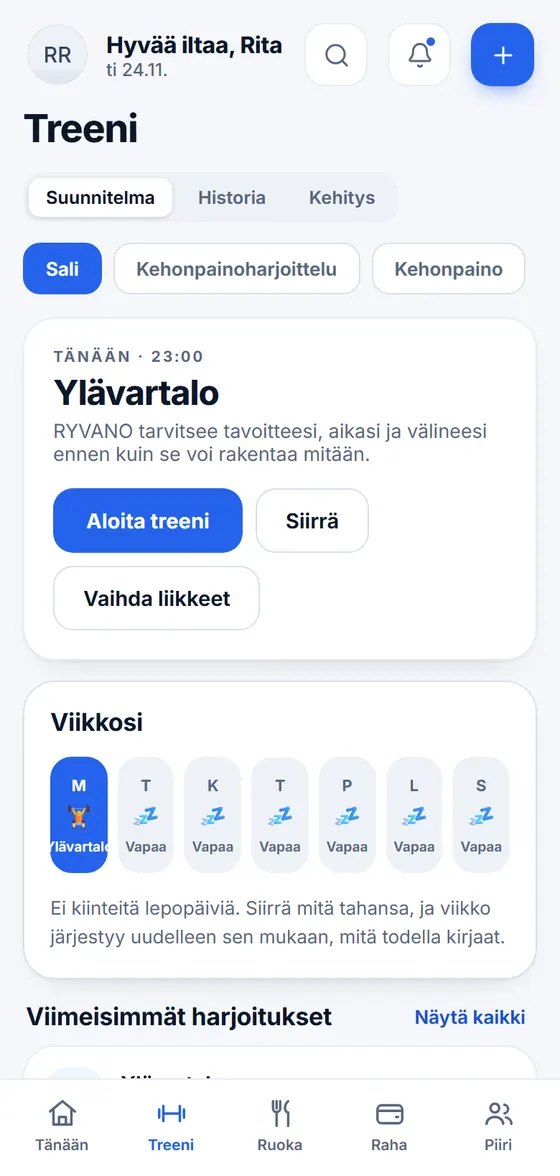 RR
Hyvää iltaa, Rita
ti 24.11.
Treeni
Suunnitelma Historia Kehitys
Sali Kehonpainoharjoittelu Kehonpaino
TÄNÄÄN · 23:00
Ylävartalo
RYVANO tarvitsee tavoitteesi, aikasi ja välineesi
ennen kuin se voi rakentaa mitään.
Aloita treeni Siirrä
Vaihda liikkeet
Viikkosi
M T K T P L S
Ylävartalo Vapaa Vapaa Vapaa Vapaa Vapaa Vapaa
Ei kiinteitä lepopäiviä. Siirrä mitä tahansa, ja viikko
järjestyy uudelleen sen mukaan, mitä todella kirjaat.
Viimeisimmät harjoitukset Näytä kaikki
Tänään Treeni Ruoka Raha Piiri